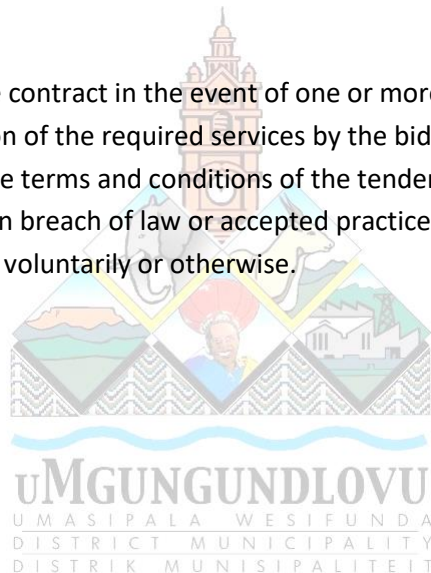 contract in the event of one or more
on of the required services by the bid
e terms and conditions of the tender
n breach of law or accepted practice
voluntarily or otherwise.
uMGUNGUNDLOVU
UMASIPALA WESIFUNDA
DISTRICT MUNICIPALITY
DISTRIK MUNISIPALITEIT